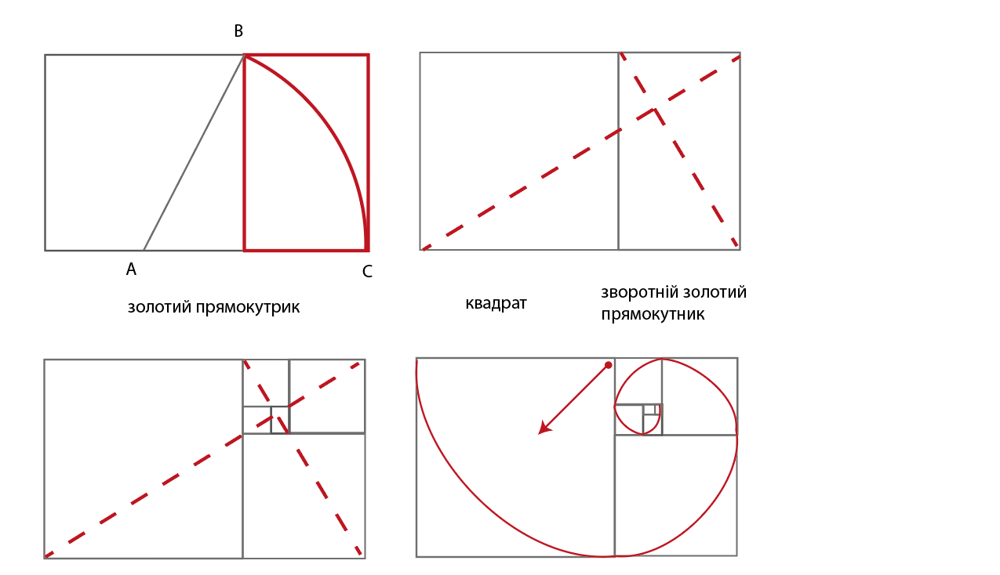 B
A
C
золотий прямокутрик
квадрат
зворотній золотий
прямокутник